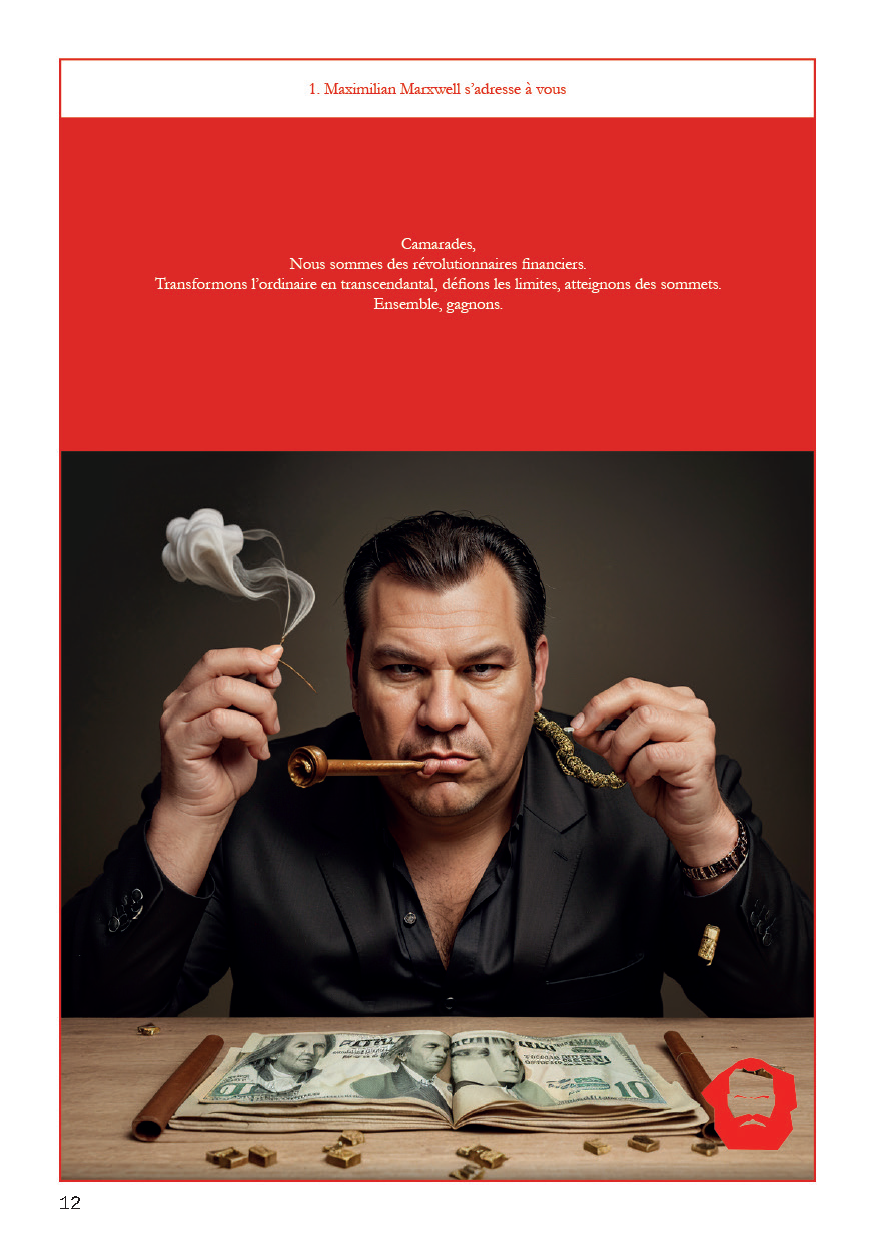 1. Maximilian Marxwell s’adresse à vous
Camarades,
Nous sommes des révolutionnaires financiers.
Transformons l’ordinaire en transcendantal, défions les limites, atteignons des sommets.
Ensemble, gagnons.
10
12